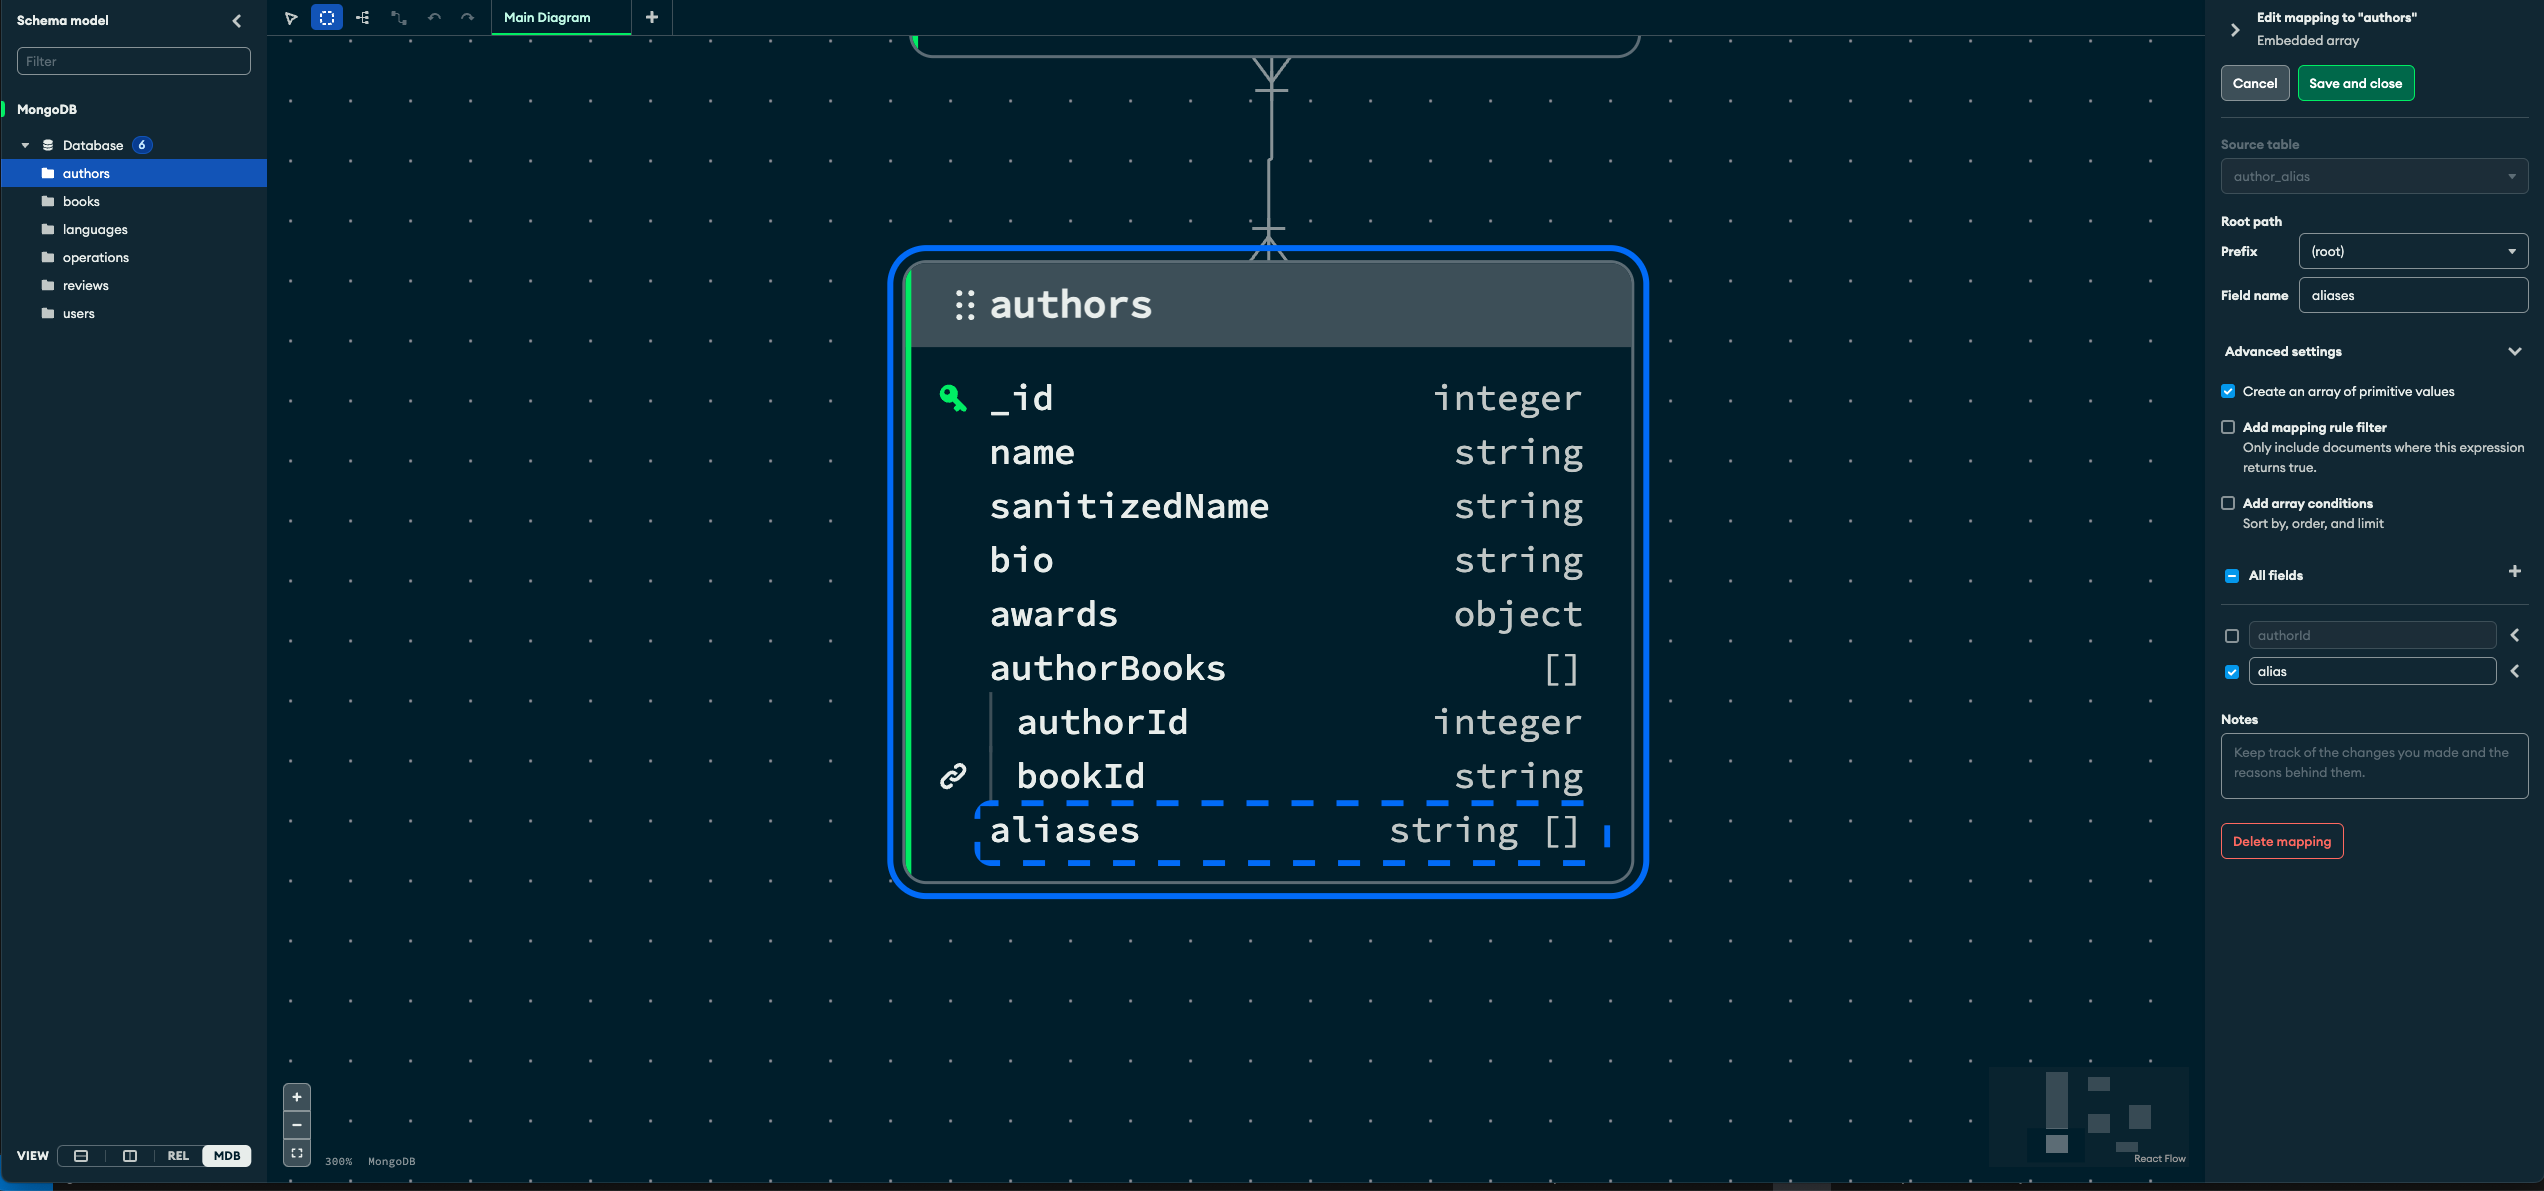 Schema model
Filter
MongoDB
Database 6
authors
books
languages
operations
reviews
users
VIEW REL MDB
Main Diagram
authors
_id integer
name string
sanitizedName string
bio string
awards object
authorBooks []
authorId integer
bookId string
aliases string []
300% MongoDB
React Flow
Edit mapping to "authors"
Embedded array
Cancel Save and close
Source table
author_alias
Root path
Prefix (root)
Field name aliases
Advanced settings
Create an array of primitive values
Add mapping rule filter
Only include documents where this expression
returns true.
Add array conditions
Sort by, order, and limit
All fields
authorId
alias
Notes
Keep track of the changes you made and the
reasons behind them.
Delete mapping